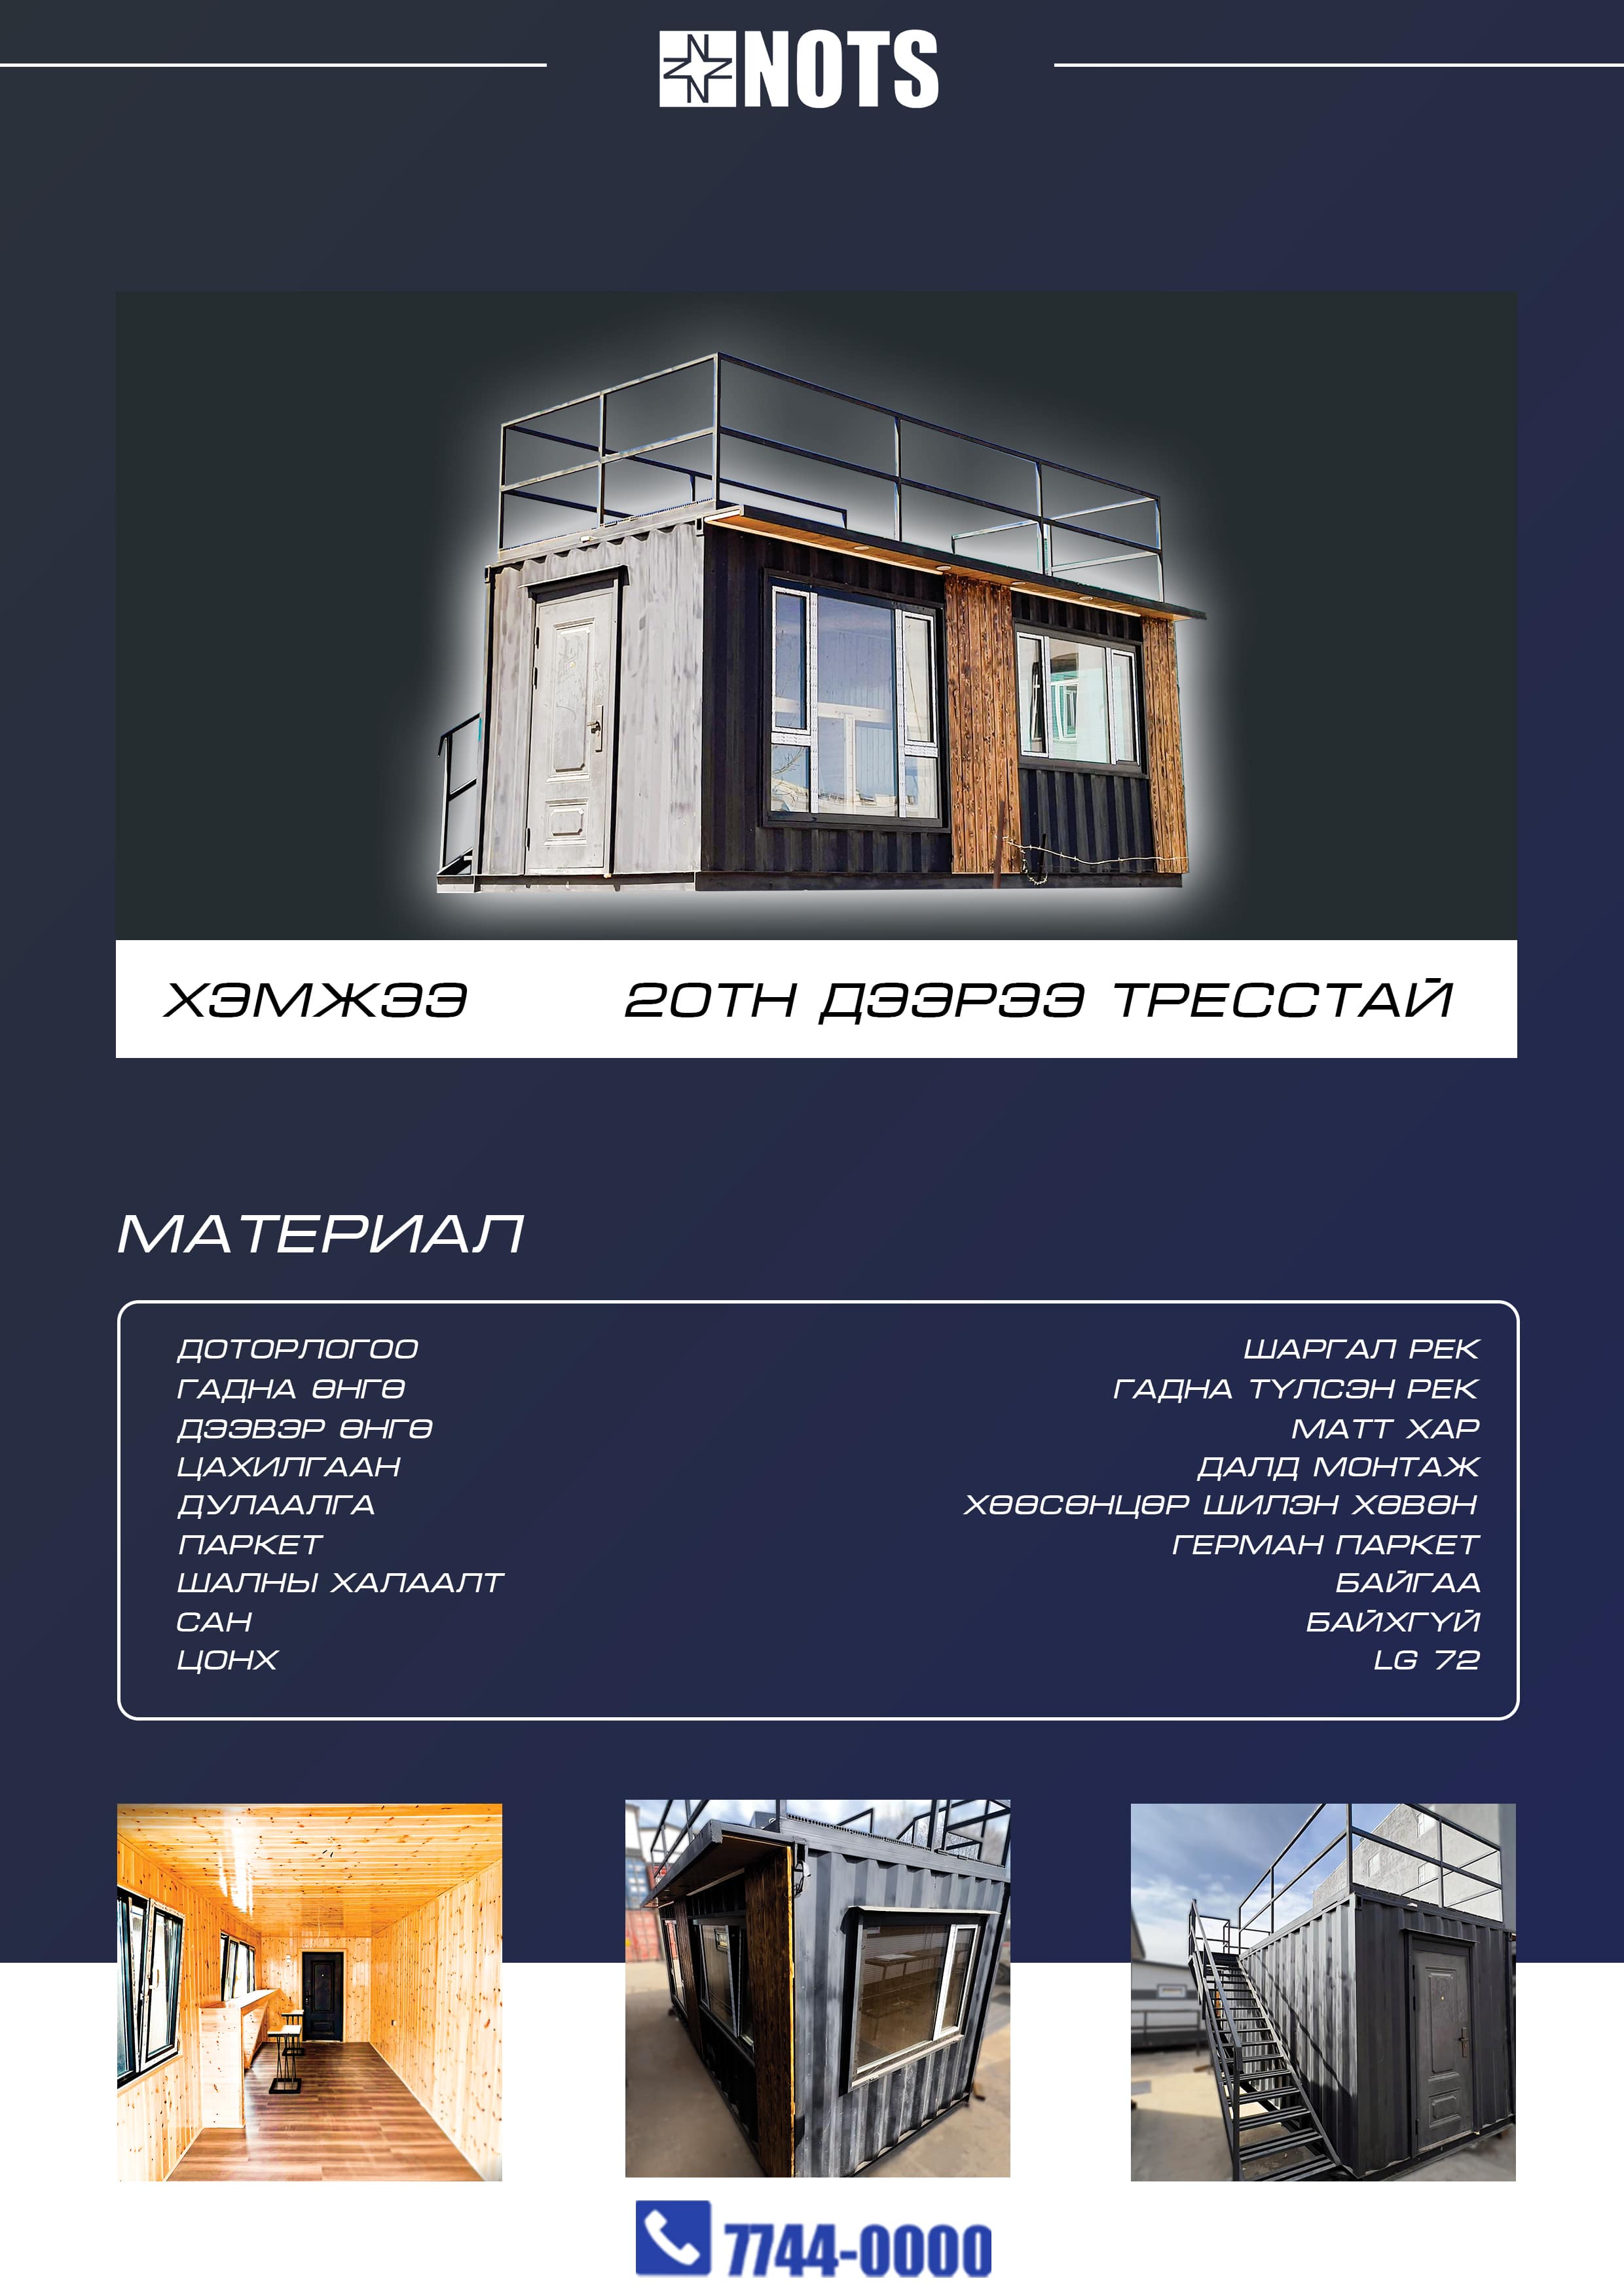 NOTS
ХЭМЖЭЭ 20ТН ДЭЭРЭЭ ТРЕССТАЙ
МАТЕРИАЛ
ДОТОРЛОГОО ШАРГАЛ РЕК
ГАДНА ӨНГӨ ГАДНА ТҮЛСЭН РЕК
ДЭЭВЭР ӨНГӨ МАТТ ХАР
ЦАХИЛГААН ДАЛД МОНТАЖ
ДУЛААЛГА ХӨӨСӨНЦӨР ШИЛЭН ХӨВӨН
ПАРКЕТ ГЕРМАН ПАРКЕТ
ШАЛНЫ ХАЛААЛТ БАЙГАА
САН БАЙХГҮЙ
ЦОНХ LG 72
7744-0000